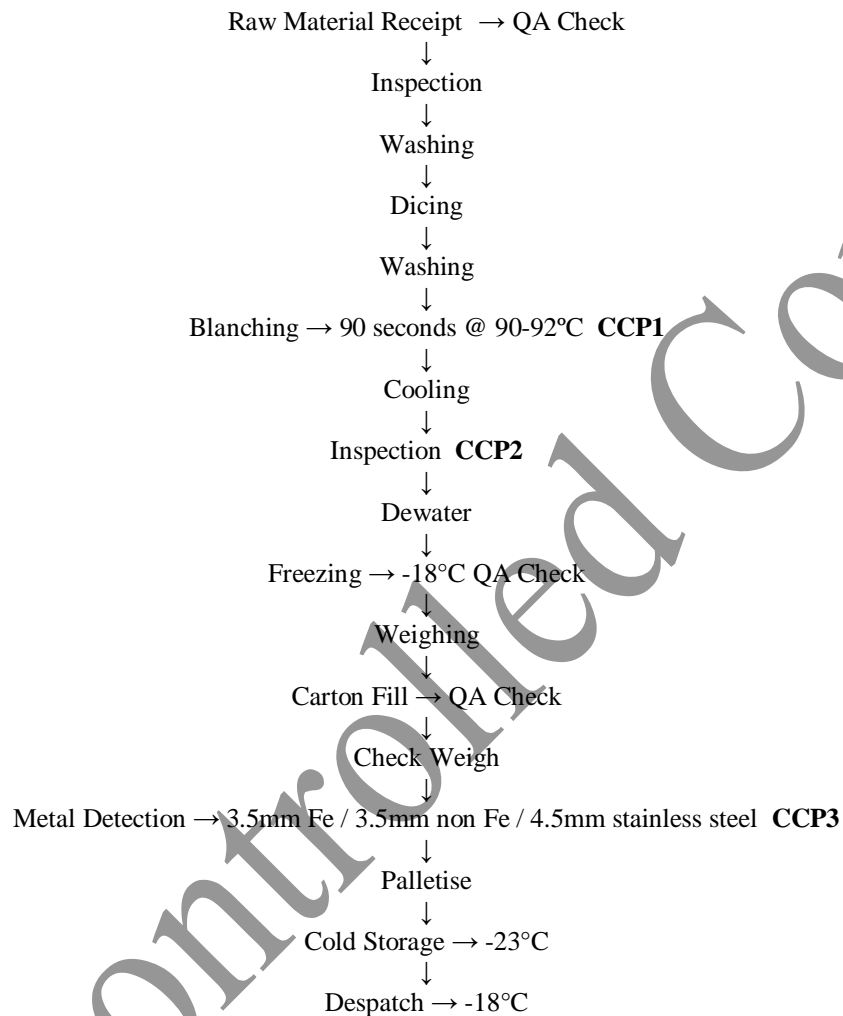 Raw Material Receipt → QA Check
↓
Inspection
↓
Washing
↓
Dicing
↓
Washing
↓
Blanching → 90 seconds @ 90-92ºC CCP1
↓
Cooling
↓
Inspection CCP2
↓
Dewater
↓
Freezing → -18°C QA Check
↓
Weighing
↓
Carton Fill → QA Check
↓
Check Weigh
↓
Metal Detection → 3.5mm Fe / 3.5mm non Fe / 4.5mm stainless steel CCP3
↓
Palletise
↓
Cold Storage → -23°C
↓
Despatch → -18°C
ontrolled Co